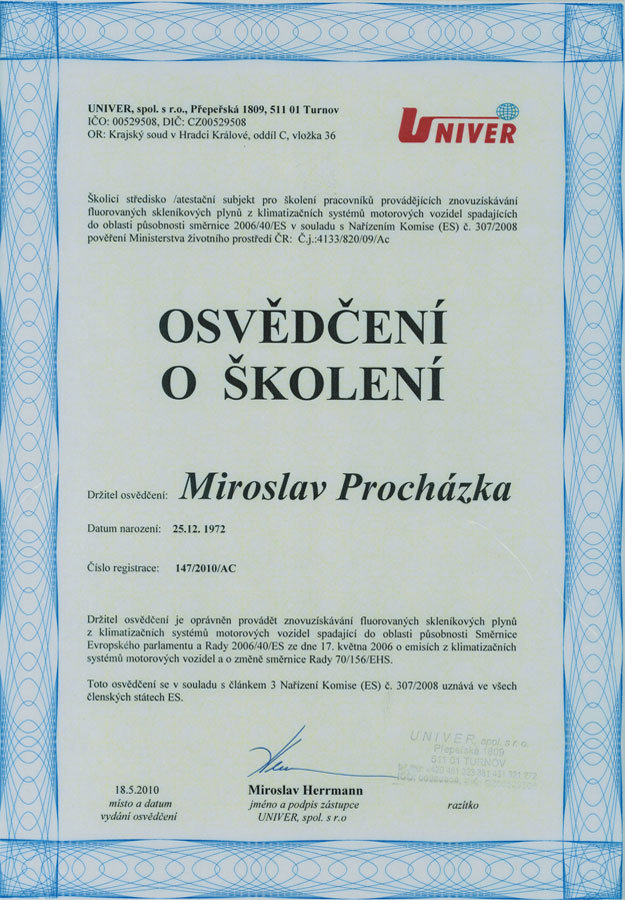 UNIVER, spol. s r.o., Přepeřská 1809, 511 01 Turnov
IČO: 00529508, DIČ: CZ00529508
OR: Krajský soud v Hradci Králové, oddíl C, vložka 36
UNIVER
Školicí středisko /atestační subjekt pro školení pracovníků provádějících znovuzískávání
fluorovaných skleníkových plynů z klimatizačních systémů motorových vozidel spadajících
do oblasti působnosti směrnice 2006/40/ES v souladu s Nařízením Komise (ES) č. 307/2008
pověření Ministerstva životního prostředí ČR: Č.j.:4133/820/09/Ac
OSVĚDČENÍ
O ŠKOLENÍ
Držitel osvědčení: Miroslav Procházka
Datum narození: 25.12. 1972
Číslo registrace: 147/2010/AC
Držitel osvědčení je oprávněn provádět znovuzískávání fluorovaných skleníkových plynů
z klimatizačních systémů motorových vozidel spadající do oblasti působnosti Směrnice
Evropského parlamentu a Rady 2006/40/ES ze dne 17. května 2006 o emisích z klimatizačních
systémů motorových vozidel a o změně směrnice Rady 70/156/EHS.
Toto osvědčení se v souladu s článkem 3 Nařízení Komise (ES) č. 307/2008 uznává ve všech
členských státech ES.
UNIVER, spol. s r.o.
Přepeřská 1809
511 01 TURNOV
18.5.2010
místo a datum
vydání osvědčení
Miroslav Herrmann
jméno a podpis zástupce
UNIVER, spol. s r.o
razítko